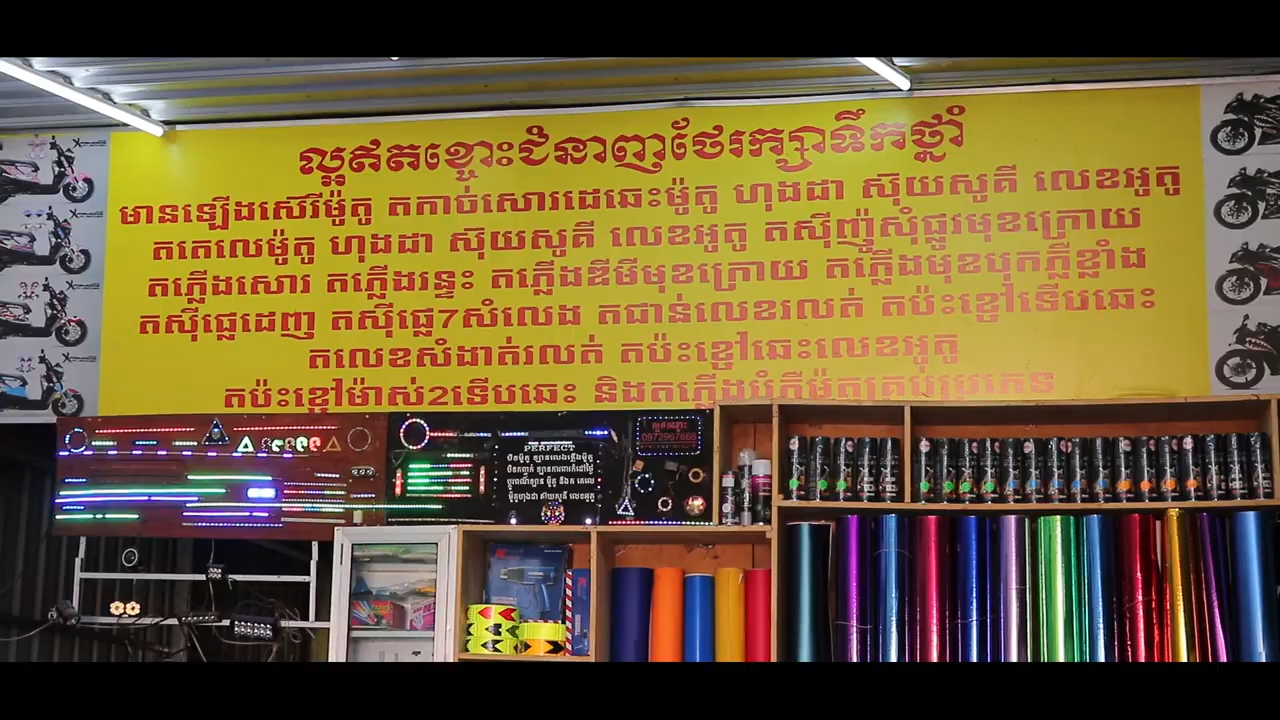 ល្អឥតខ្ចោះជំនាញថែរក្សាទឹកថ្នាំ
មានឡើងស៊េរីម៉ូតូ តកាច់សោរដេឆេះម៉ូតូ ហុងដា ស៊ុយសូគី លេខអូតូ
តតេលេម៉ូតូ ហុងដា ស៊ុយសូគី លេខអូតូ តស៊ីញ៉ូសុំផ្លូវមុខក្រោយ
តភ្លើងសោរ តភ្លើងរន្ទះ តភ្លើងឌីមីមុខក្រោយ តភ្លើងមុខបុកភ្លឺខ្លាំង
តស៊ីផ្លេដេញ តស៊ីផ្លេ7សំលេង តជាន់លេខរលត់ តប៉ះខ្មៅទើបឆេះ
តលេខសំងាត់រលត់ តប៉ះខ្មៅឆេះលេខអូតូ
តប៉ះខ្មៅម៉ាស់2ទើបឆេះ និងតភ្លើងបំភ្លឺម៉ូតូគ្រប់ប្រភេទ
ល្អឥតខ្ចោះ
0972967666
PERFECT